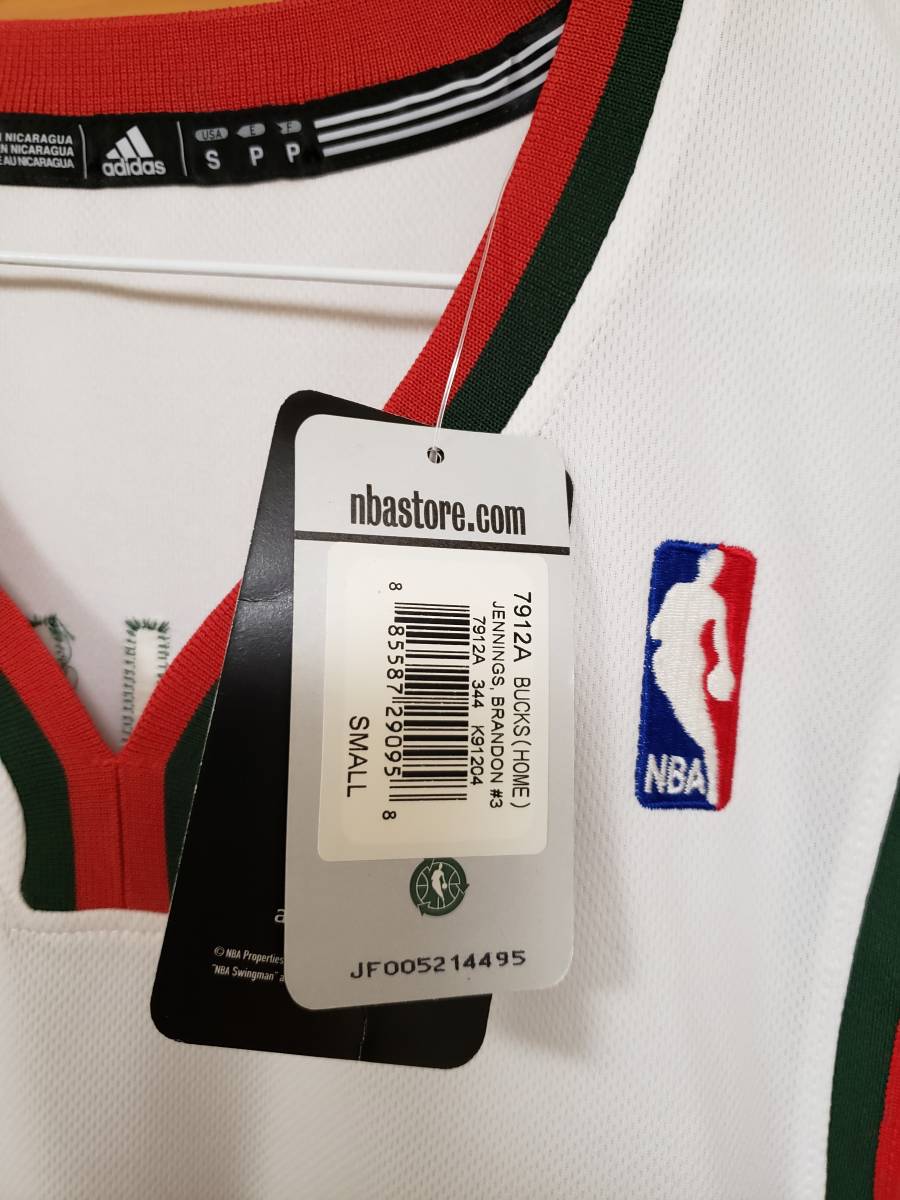 NICARAGUA
EN NICARAGUA
AU NICARAGUA
adidas
USA E F
S P P
nbastore.com
7912A BUCKS(HOME)
JENNINGS, BRANDON #3
7912A 344 K91204
8 85587 29095 8
SMALL
NBA
© NBA Properties
"NBA Swingman" a
JF005214495